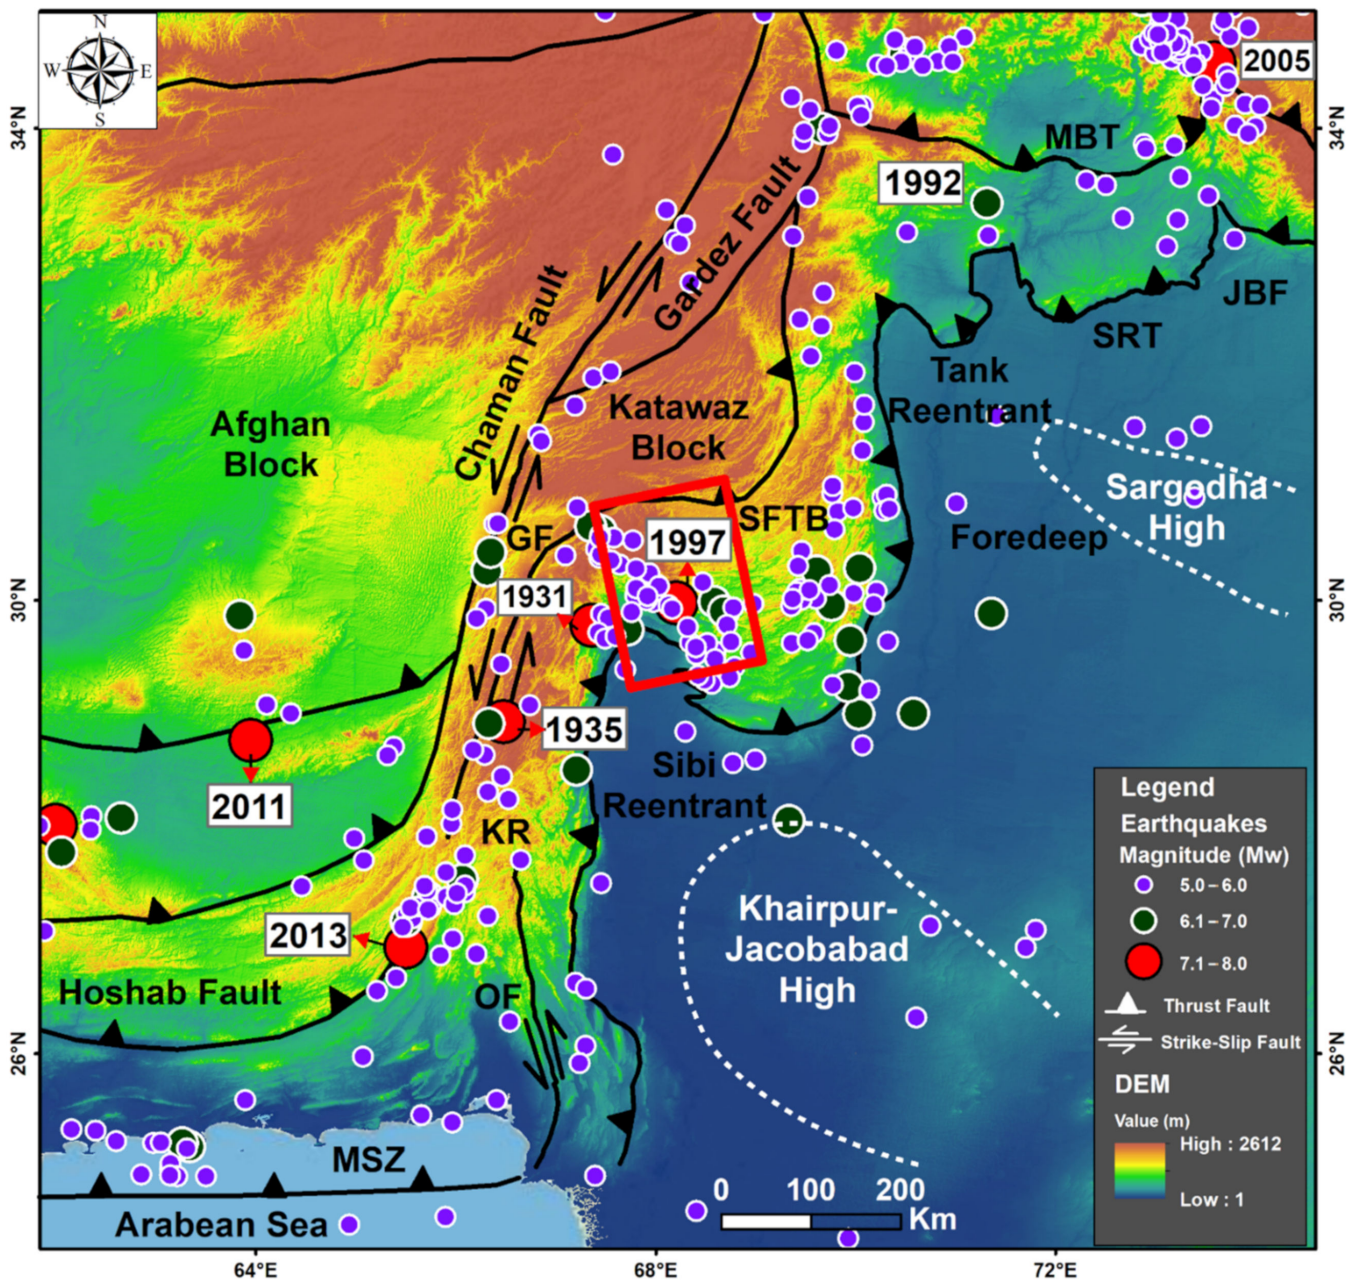 N
W E
S
2005
34°N
34°N
MBT
1992
Gardez Fault
JBF
Chaman Fault
SRT
Tank
Reentrant
Katawaz
Block
Afghan
Block
Sargodha
High
SFTB
GF
1997
Foredeep
1931
30°N
30°N
1935
Sibi
Reentrant
2011
KR
Khairpur-
Jacobabad
High
2013
Hoshab Fault
OF
26°N
26°N
MSZ
Arabean Sea
0 100 200
Km
Legend
Earthquakes
Magnitude (Mw)
5.0–6.0
6.1–7.0
7.1–8.0
Thrust Fault
Strike-Slip Fault
DEM
Value (m)
High : 2612
Low : 1
64°E
68°E
72°E